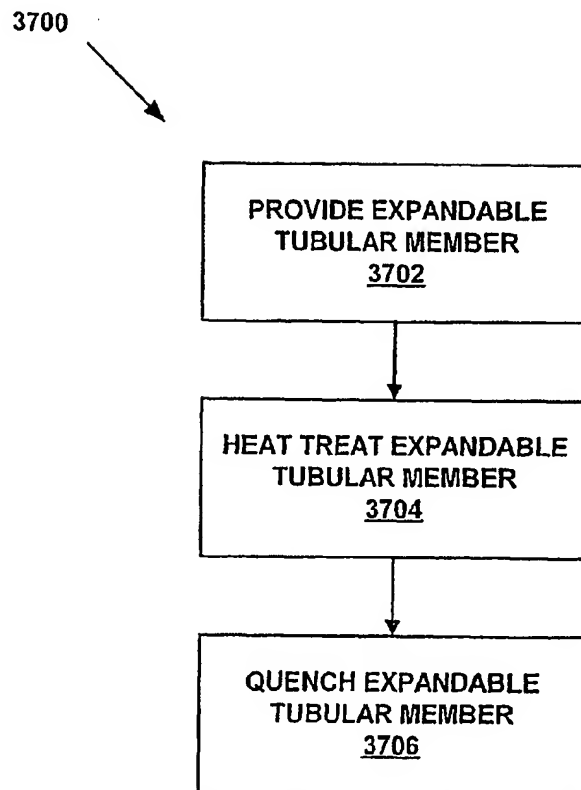 3700
PROVIDE EXPANDABLE
TUBULAR MEMBER
3702
HEAT TREAT EXPANDABLE
TUBULAR MEMBER
3704
QUENCH EXPANDABLE
TUBULAR MEMBER
3706